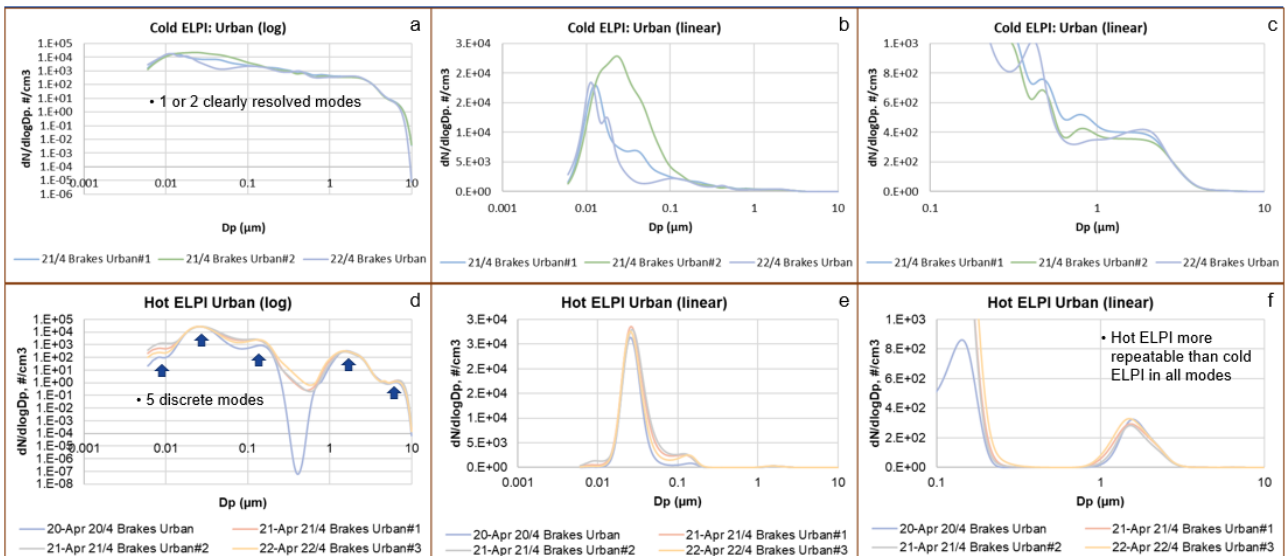 Cold ELPI: Urban (log)
a
dN/dlogDp. #/cm3
1.E+05
1.E+04
1.E+03
1.E+02
1.E+01
1.E+00
1.E-01
1.E-02
1.E-03
1.E-04
1.E-05
1.E-06
• 1 or 2 clearly resolved modes
0.001 0.01 0.1 1 10
Dp (µm)
21/4 Brakes Urban#1 21/4 Brakes Urban#2 22/4 Brakes Urban
Cold ELPI: Urban (linear)
b
dN/dlogDp. #/cm3
3.E+04
2.E+04
2.E+04
1.E+04
5.E+03
0.E+00
0.001 0.01 0.1 1 10
Dp (µm)
21/4 Brakes Urban#1 21/4 Brakes Urban#2 22/4 Brakes Urban
Cold ELPI: Urban (linear)
c
dN/dlogDp. #/cm3
1.E+03
8.E+02
6.E+02
4.E+02
2.E+02
0.E+00
0.1 1 10
Dp (µm)
21/4 Brakes Urban#1 21/4 Brakes Urban#2 22/4 Brakes Urban
Hot ELPI Urban (log)
d
dN/dlogDp, #/cm3
1.E+05
1.E+04
1.E+03
1.E+02
1.E+01
1.E+00
1.E-01
1.E-02
1.E-03
1.E-04
1.E-05
1.E-06
1.E-07
1.E-08
• 5 discrete modes
0.001 0.01 0.1 1 10
Dp (µm)
20-Apr 20/4 Brakes Urban 21-Apr 21/4 Brakes Urban#1
21-Apr 21/4 Brakes Urban#2 22-Apr 22/4 Brakes Urban#3
Hot ELPI Urban (linear)
e
dN/dlogDp, #/cm3
3.E+04
3.E+04
2.E+04
2.E+04
1.E+04
5.E+03
0.E+00
0.001 0.01 0.1 1 10
Dp (µm)
20-Apr 20/4 Brakes Urban 21-Apr 21/4 Brakes Urban#1
21-Apr 21/4 Brakes Urban#2 22-Apr 22/4 Brakes Urban#3
Hot ELPI Urban (linear)
f
dN/dlogDp, #/cm3
1.E+03
8.E+02
6.E+02
4.E+02
2.E+02
0.E+00
• Hot ELPI more
repeatable than cold
ELPI in all modes
0.1 1 10
Dp (µm)
20-Apr 20/4 Brakes Urban 21-Apr 21/4 Brakes Urban#1
21-Apr 21/4 Brakes Urban#2 22-Apr 22/4 Brakes Urban#3